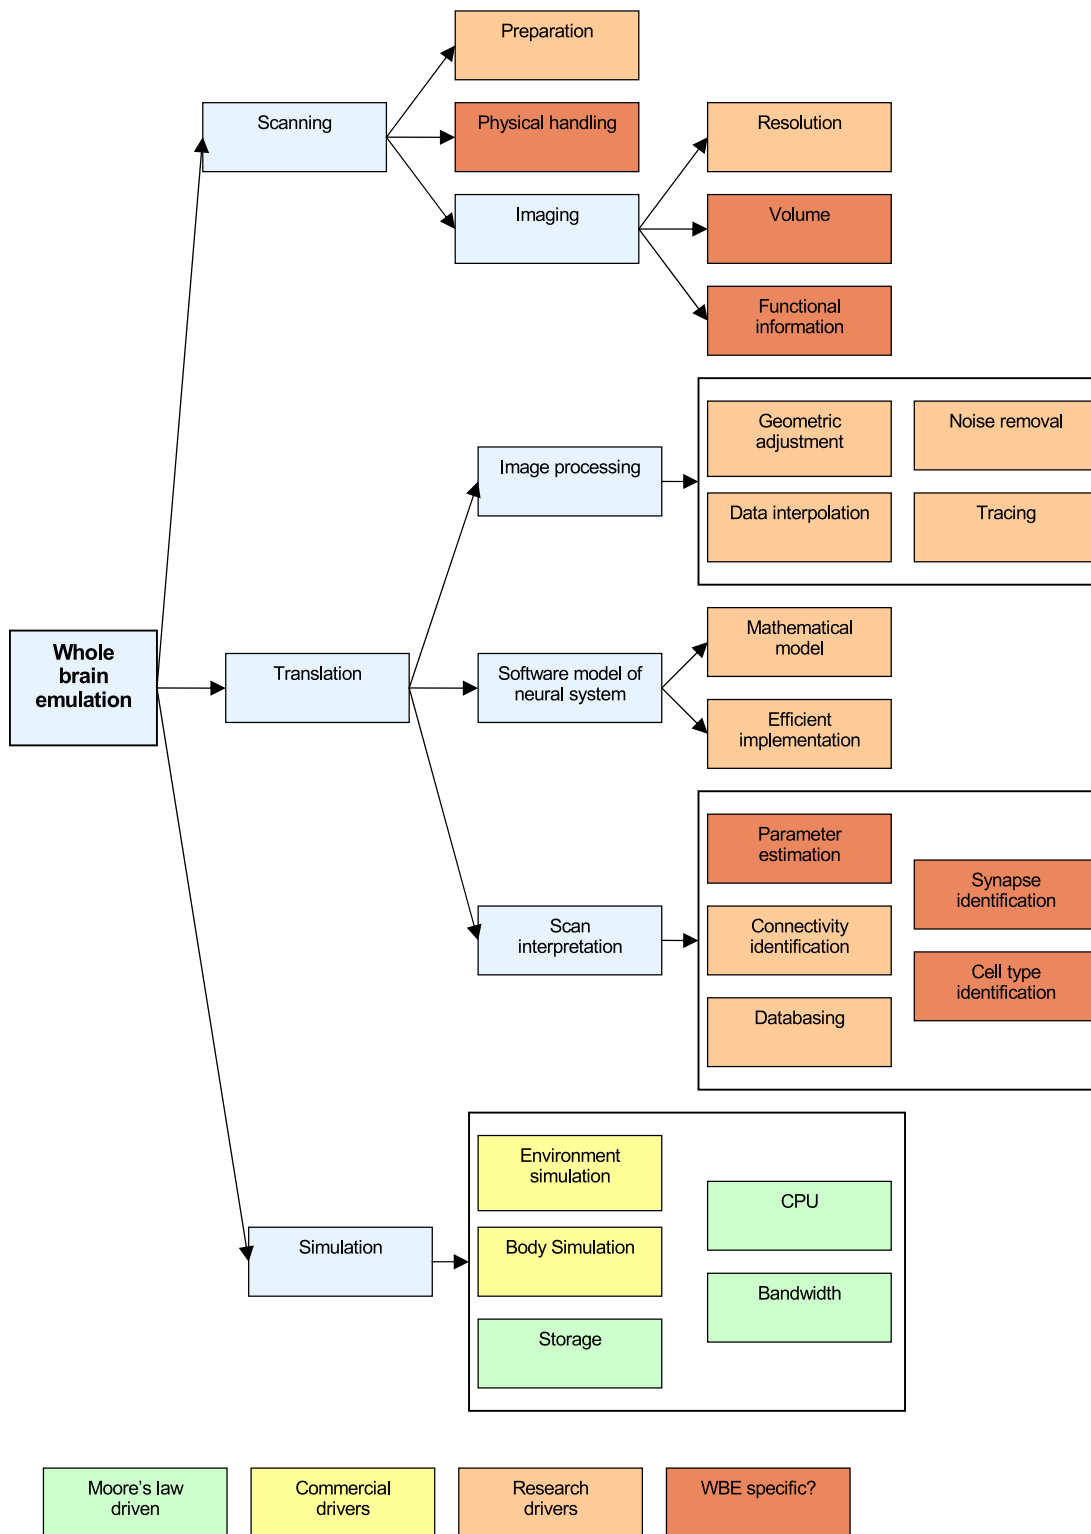 Preparation
Scanning
Physical handling
Resolution
Imaging
Volume
Functional
information
Geometric
adjustment
Noise removal
Image processing
Data interpolation
Tracing
Whole
brain
emulation
Translation
Software model of
neural system
Mathematical
model
Efficient
implementation
Parameter
estimation
Synapse
identification
Scan
interpretation
Connectivity
identification
Cell type
identification
Databasing
Environment
simulation
CPU
Simulation
Body Simulation
Bandwidth
Storage
Moore's law
driven
Commercial
drivers
Research
drivers
WBE specific?